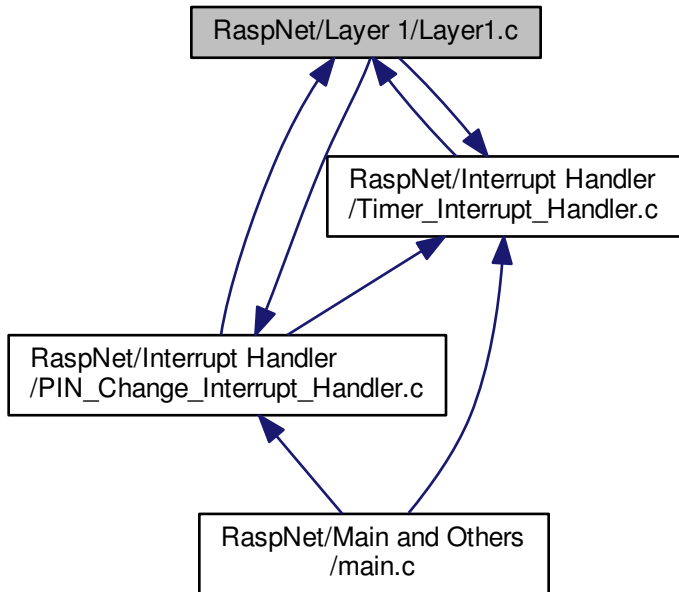 RaspNet/Layer 1/Layer1.c
RaspNet/Interrupt Handler
/Timer_Interrupt_Handler.c
RaspNet/Interrupt Handler
/PIN_Change_Interrupt_Handler.c
RaspNet/Main and Others
/main.c